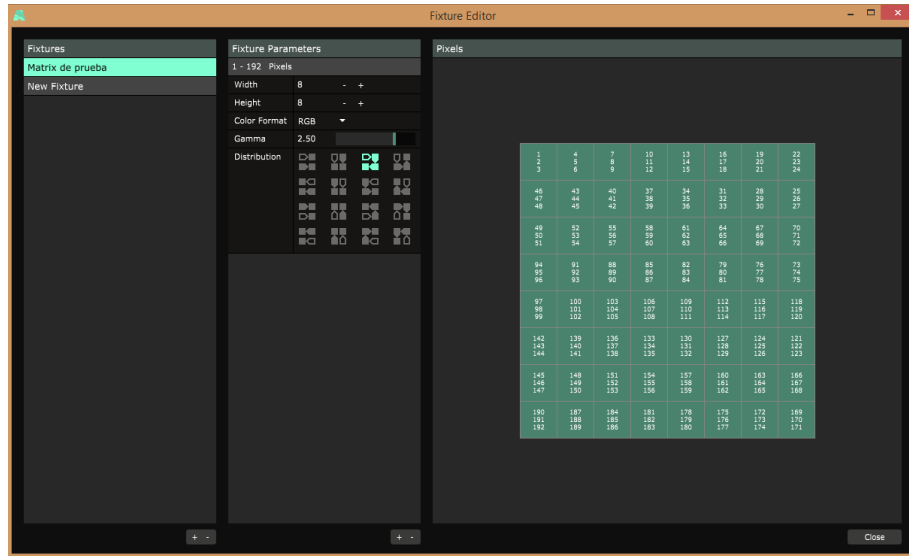 Fixture Editor
Fixtures
Matrix de prueba
New Fixture
+ -
Fixture Parameters
1 - 192 Pixels
Width 8 - +
Height 8 - +
Color Format RGB
Gamma 2.50
Distribution
+ -
Pixels
1 4 7 10 13 16 19 22
2 5 8 11 14 17 20 23
3 6 9 12 15 18 21 24
46 43 40 37 34 31 28 25
47 44 41 38 35 32 29 26
48 45 42 39 36 33 30 27
49 52 55 58 61 64 67 70
50 53 56 59 62 65 68 71
51 54 57 60 63 66 69 72
94 91 88 85 82 79 76 73
95 92 89 86 83 80 77 74
96 93 90 87 84 81 78 75
97 100 103 106 109 112 115 118
98 101 104 107 110 113 116 119
99 102 105 108 111 114 117 120
142 139 136 133 130 127 124 121
143 140 137 134 131 128 125 122
144 141 138 135 132 129 126 123
145 148 151 154 157 160 163 166
146 149 152 155 158 161 164 167
147 150 153 156 159 162 165 168
190 187 184 181 178 175 172 169
191 188 185 182 179 176 173 170
192 189 186 183 180 177 174 171
Close